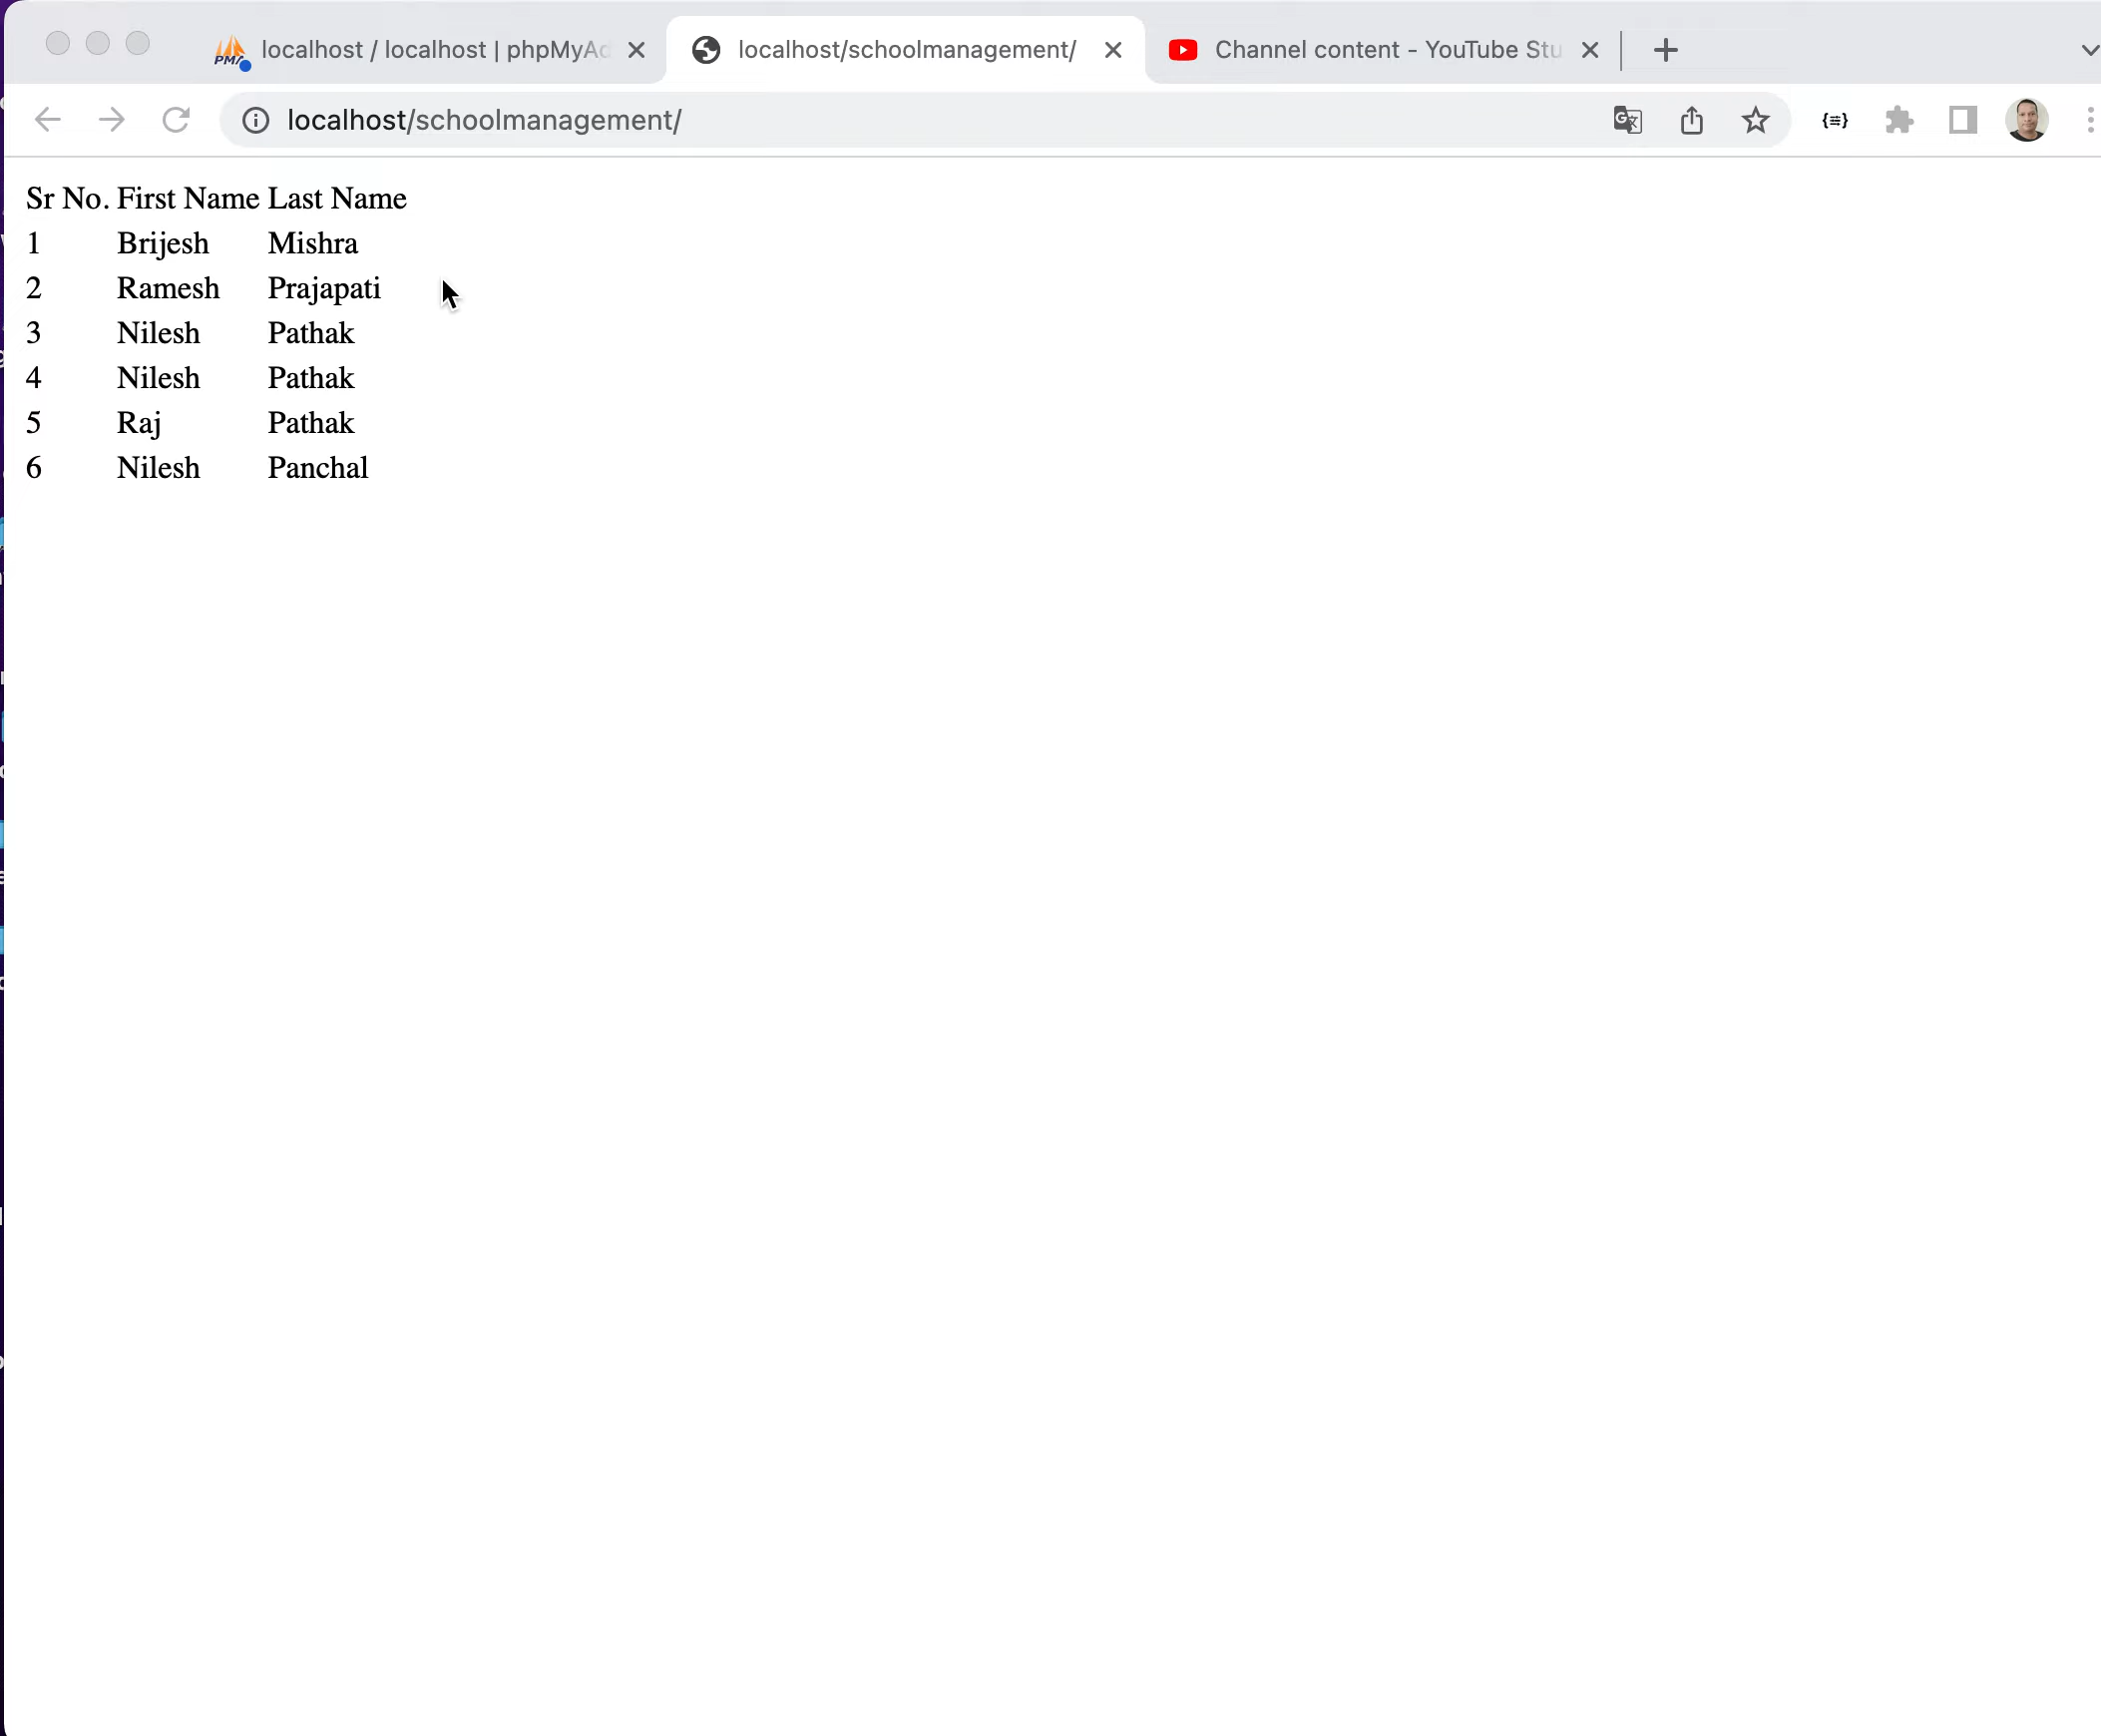 localhost / localhost | phpMyAd
localhost/schoolmanagement/
Channel content - YouTube Stu
localhost/schoolmanagement/
Sr No. First Name Last Name
1 Brijesh Mishra
2 Ramesh Prajapati
3 Nilesh Pathak
4 Nilesh Pathak
5 Raj Pathak
6 Nilesh Panchal